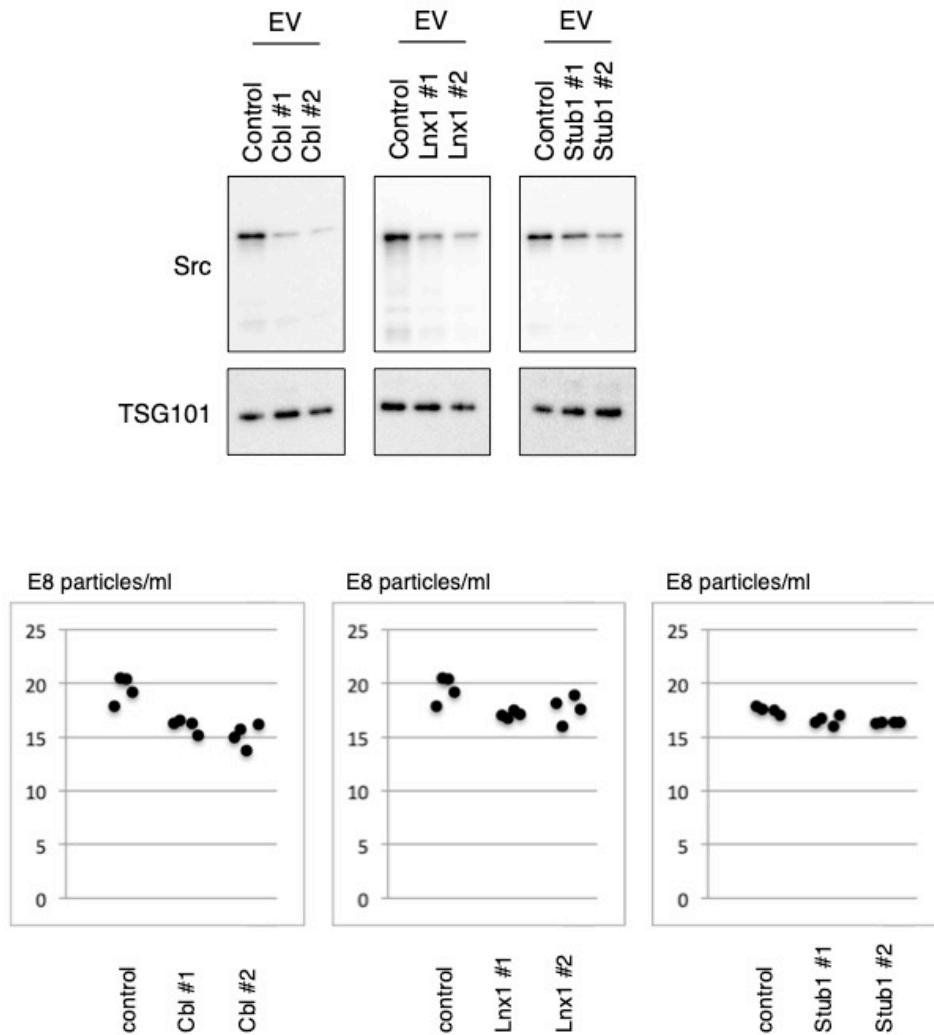 EV EV EV
Control Cbl #1 Cbl #2 Control Lnx1 #1 Lnx1 #2 Control Stub1 #1 Stub1 #2
Src
TSG101
E8 particles/ml E8 particles/ml E8 particles/ml
25 25 25
20 20 20
15 15 15
10 10 10
5 5 5
0 0 0
control Cbl #1 Cbl #2 control Lnx1 #1 Lnx1 #2 control Stub1 #1 Stub1 #2